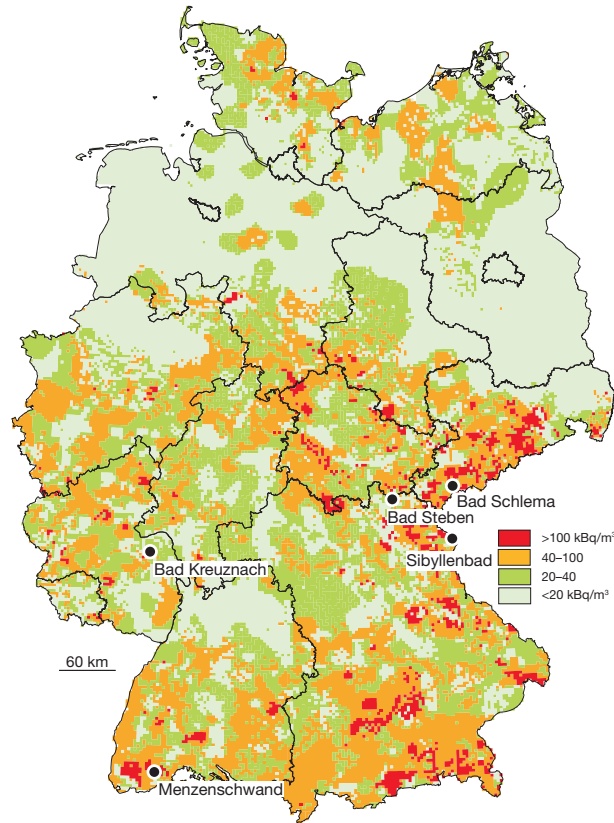 Bad Schlema
Bad Steben
>100 kBq/m³
40–100
20–40
<20 kBq/m³
Sibyllenbad
Bad Kreuznach
60 km
Menzenschwand